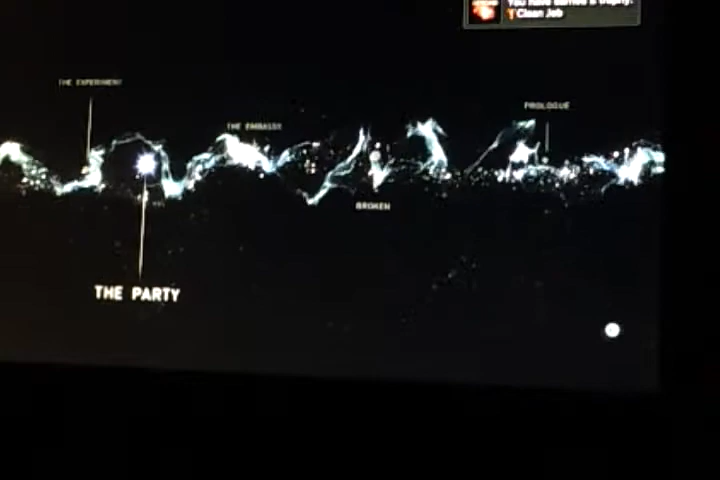 You have earned a trophy.
Clean Job
THE EXPERIMENT
PROLOGUE
THE EMBASSY
BROKEN
THE PARTY